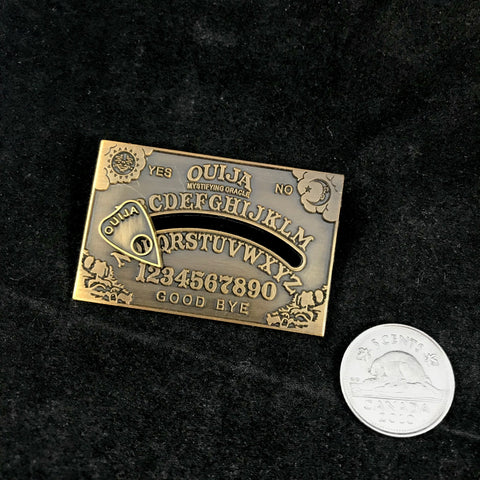 YES
OUIJA
NO
MYSTIFYING ORACLE
CDEFGHIJKLM
QRSTUVWXYZ
1234567890
GOOD BYE
OUIJA
5 CENTS
CANADA